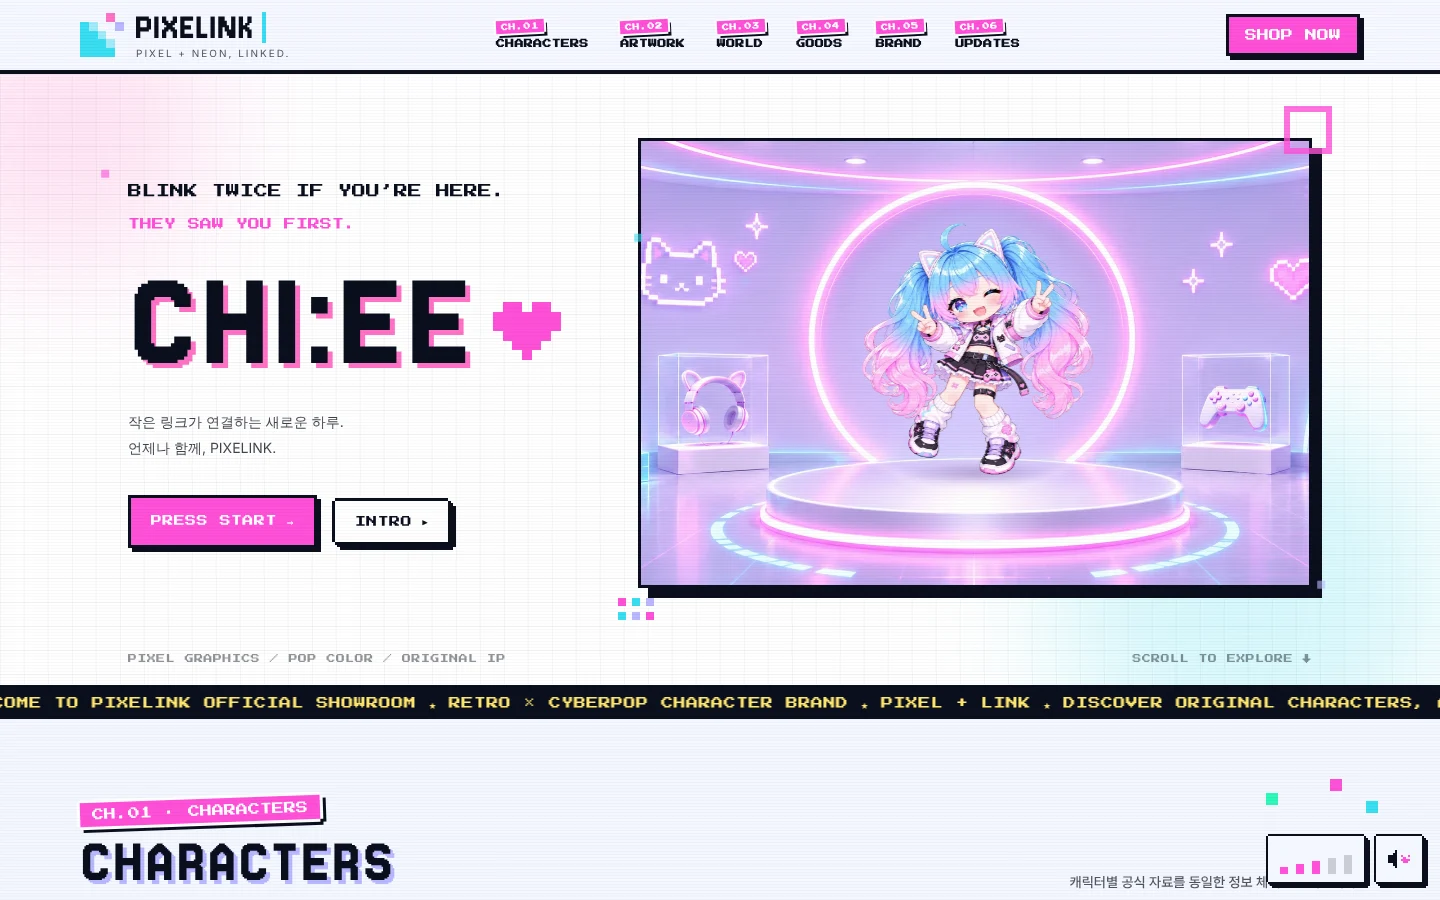 PIXELINK
PIXEL + NEON, LINKED.
CH.01
CHARACTERS
CH.02
ARTWORK
CH.03
WORLD
CH.04
GOODS
CH.05
BRAND
CH.06
UPDATES
SHOP NOW
BLINK TWICE IF YOU'RE HERE.
THEY SAW YOU FIRST.
CHI:EE
작은 링크가 연결하는 새로운 하루.
언제나 함께, PIXELINK.
PRESS START →
INTRO ▸
PIXEL GRAPHICS / POP COLOR / ORIGINAL IP
SCROLL TO EXPLORE ↓
COME TO PIXELINK OFFICIAL SHOWROOM ★ RETRO × CYBERPOP CHARACTER BRAND ★ PIXEL + LINK ★ DISCOVER ORIGINAL CHARACTERS,
CH.01 · CHARACTERS
CHARACTERS
캐릭터별 공식 자료를 동일한 정보 체